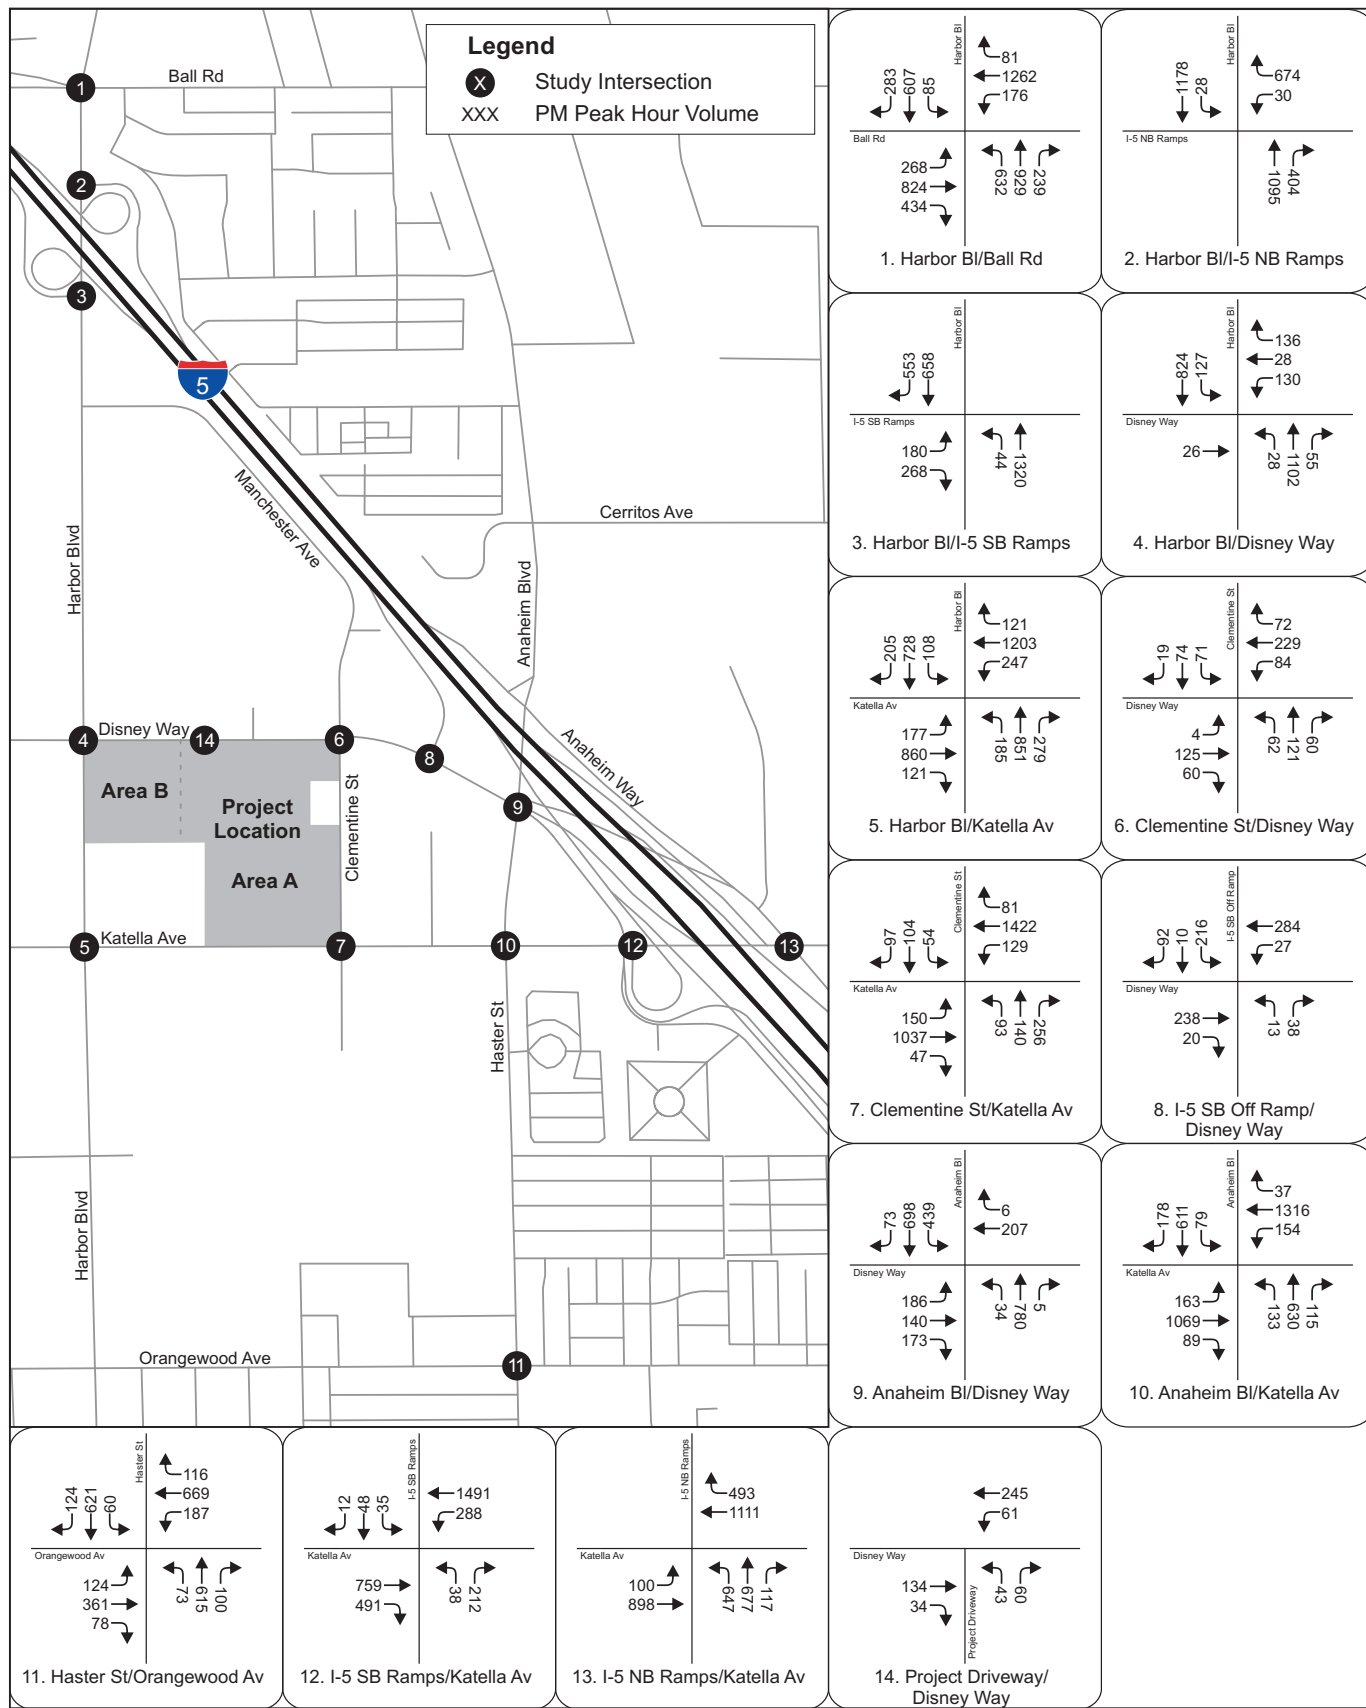 Legend
X Study Intersection
XXX PM Peak Hour Volume
Ball Rd
1
2
3
5
Manchester Ave
Harbor Blvd
Cerritos Ave
Anaheim Blvd
Anaheim Way
Disney Way
4
14
6
8
9
Area B
Project
Location
Area A
Clementine St
Katella Ave
5
7
10
12
13
Haster St
Harbor Blvd
Orangewood Ave
11
Harbor Bl
283
607
85
81
1262
176
Ball Rd
268
824
434
632
929
239
1. Harbor Bl/Ball Rd
Harbor Bl
1178
28
674
30
I-5 NB Ramps
1095
404
2. Harbor Bl/I-5 NB Ramps
Harbor Bl
553
658
I-5 SB Ramps
180
268
44
1320
3. Harbor Bl/I-5 SB Ramps
Harbor Bl
824
127
136
28
130
Disney Way
26
28
1102
55
4. Harbor Bl/Disney Way
Harbor Bl
205
728
108
121
1203
247
Katella Av
177
860
121
185
851
279
5. Harbor Bl/Katella Av
Clementine St
19
74
71
72
229
84
Disney Way
4
125
60
62
121
60
6. Clementine St/Disney Way
Clementine St
97
104
54
81
1422
129
Katella Av
150
1037
47
93
140
256
7. Clementine St/Katella Av
I-5 SB Off Ramp
92
10
216
284
27
Disney Way
238
20
13
38
8. I-5 SB Off Ramp/
Disney Way
Anaheim Bl
73
698
439
6
207
Disney Way
186
140
173
34
780
5
9. Anaheim Bl/Disney Way
Anaheim Bl
178
611
79
37
1316
154
Katella Av
163
1069
89
133
630
115
10. Anaheim Bl/Katella Av
Haster St
124
621
60
116
669
187
Orangewood Av
124
361
78
73
615
100
11. Haster St/Orangewood Av
I-5 SB Ramps
12
48
35
1491
288
Katella Av
759
491
38
212
12. I-5 SB Ramps/Katella Av
I-5 NB Ramps
493
1111
Katella Av
100
898
647
677
117
13. I-5 NB Ramps/Katella Av
245
61
Disney Way
134
34
Project Driveway
43
60
14. Project Driveway/
Disney Way